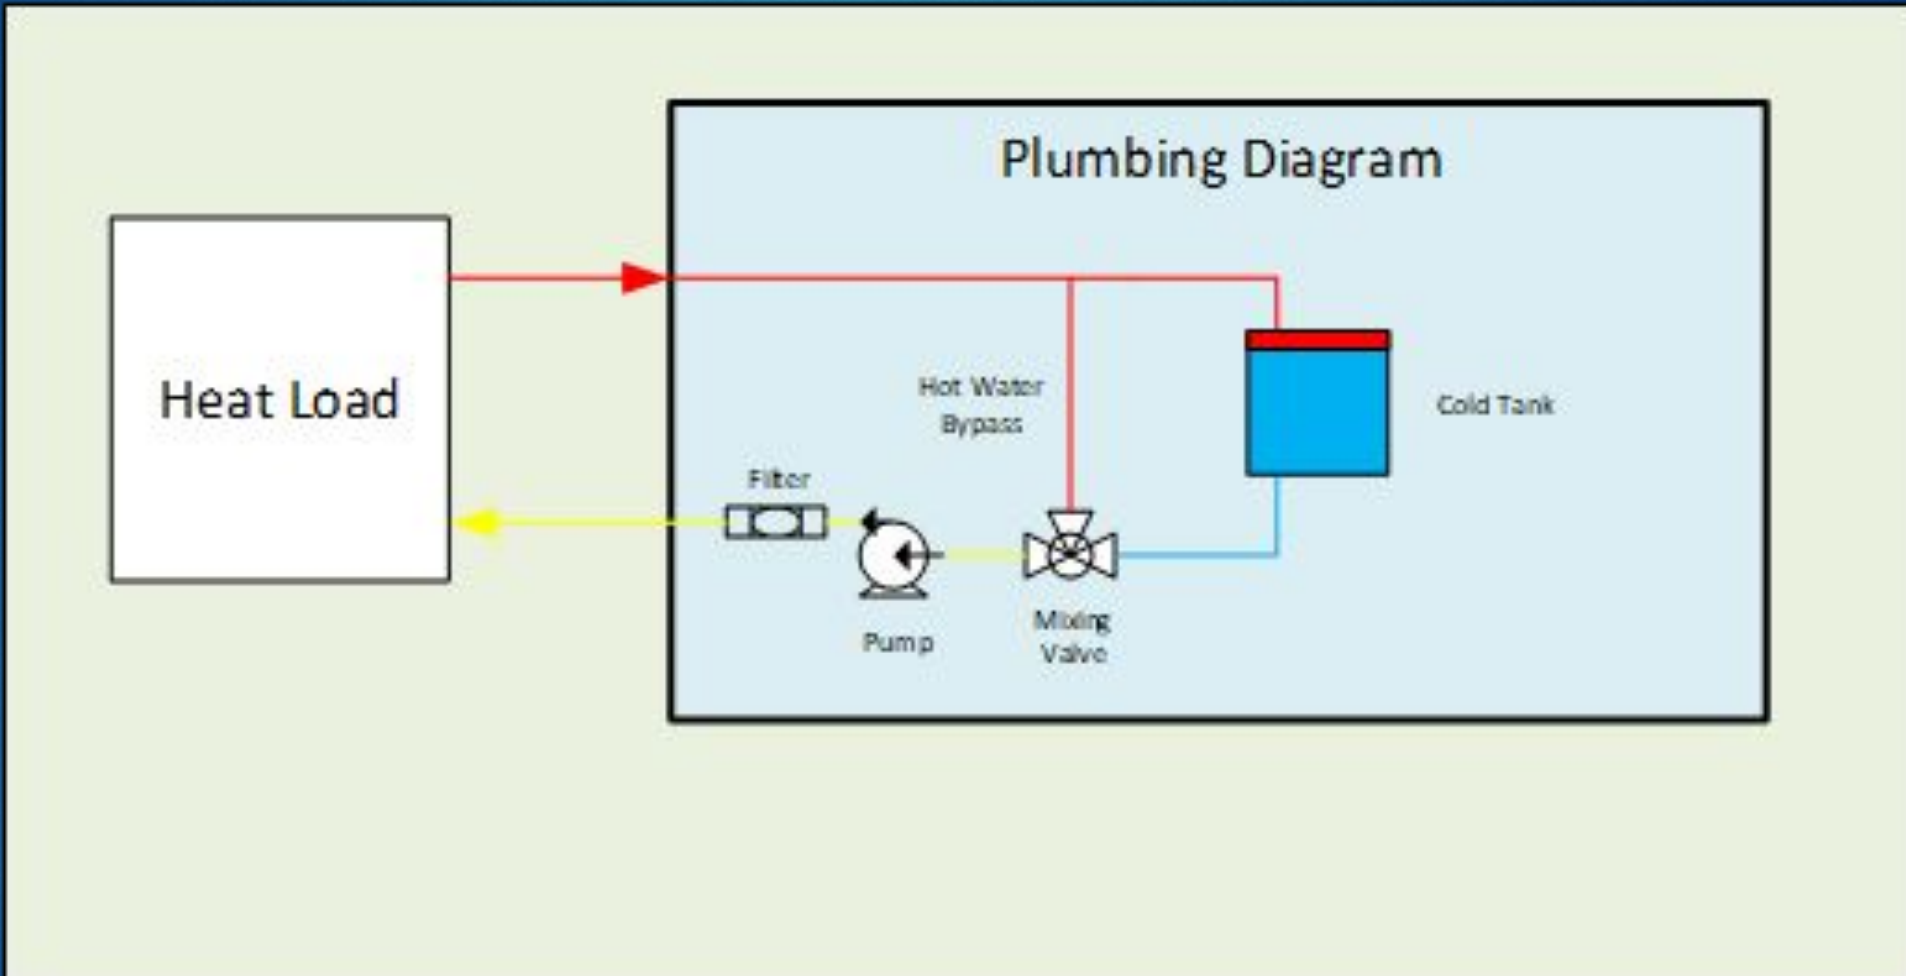 Plumbing Diagram
Heat Load
Hot Water
Bypass
Cold Tank
Filter
Pump
Mixing
Valve